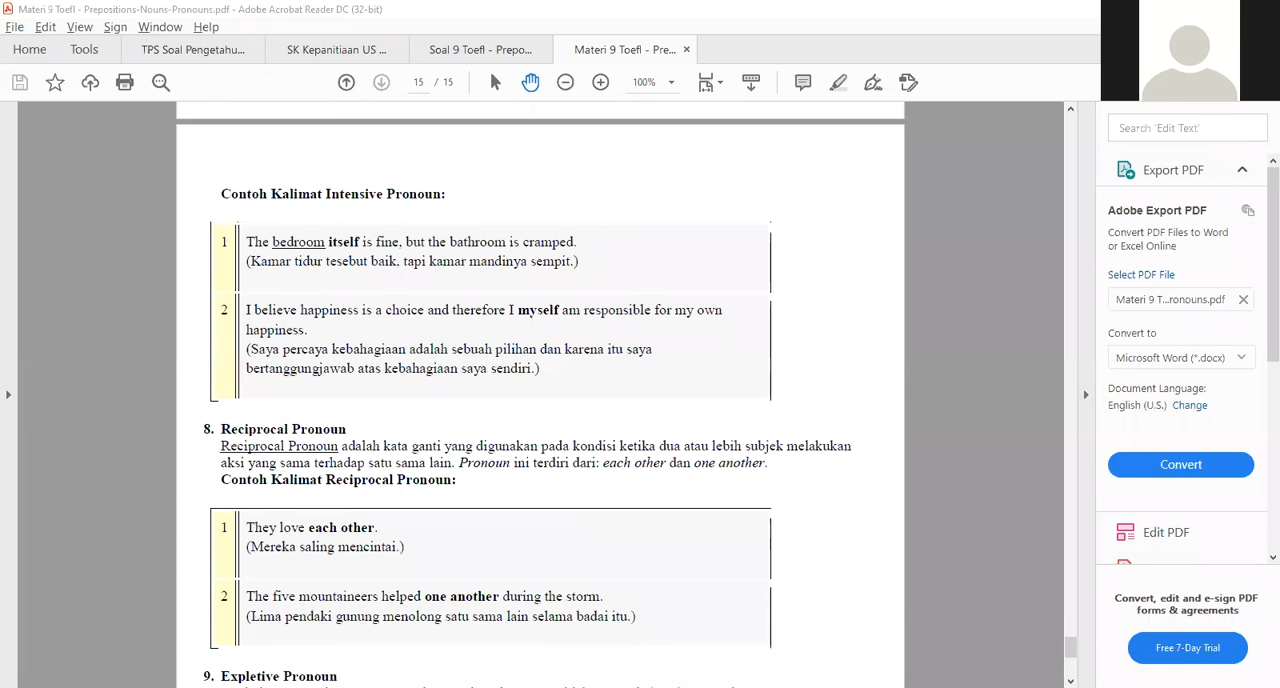 Materi 9 Toefl - Prepositions-Nouns-Pronouns.pdf - Adobe Acrobat Reader DC (32-bit)
File Edit View Sign Window Help
Home Tools TPS Soal Pengetahu... SK Kepanitiaan US ... Soal 9 Toefl - Prepo... Materi 9 Toefl - Pre... ×
15 / 15 100%
Contoh Kalimat Intensive Pronoun:
1 The bedroom itself is fine, but the bathroom is cramped.
(Kamar tidur tesebut baik, tapi kamar mandinya sempit.)
2 I believe happiness is a choice and therefore I myself am responsible for my own
happiness.
(Saya percaya kebahagiaan adalah sebuah pilihan dan karena itu saya
bertanggungjawab atas kebahagiaan saya sendiri.)
8. Reciprocal Pronoun
Reciprocal Pronoun adalah kata ganti yang digunakan pada kondisi ketika dua atau lebih subjek melakukan
aksi yang sama terhadap satu sama lain. Pronoun ini terdiri dari: each other dan one another.
Contoh Kalimat Reciprocal Pronoun:
1 They love each other.
(Mereka saling mencintai.)
2 The five mountaineers helped one another during the storm.
(Lima pendaki gunung menolong satu sama lain selama badai itu.)
9. Expletive Pronoun
Search 'Edit Text'
Export PDF
Adobe Export PDF
Convert PDF Files to Word
or Excel Online
Select PDF File
Materi 9 T...ronouns.pdf
Convert to
Microsoft Word (*.docx)
Document Language:
English (U.S.) Change
Convert
Edit PDF
Convert, edit and e-sign PDF
forms & agreements
Free 7-Day Trial